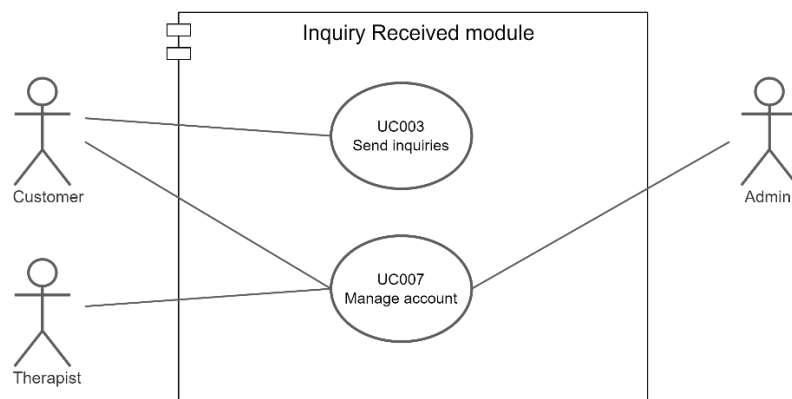 Inquiry Received module
UC003
Send inquiries
Customer
Admin
UC007
Manage account
Therapist